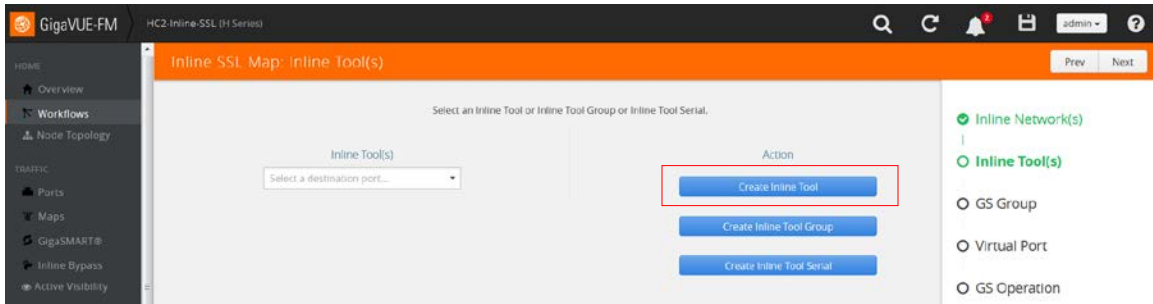 GigaVUE-FM
HC2-Inline-SSL (H Series)
2
admin
?
HOME
Overview
Workflows
Node Topology
TRAFFIC
Ports
Maps
GigaSMART®
Inline Bypass
Active Visibility
Inline SSL Map: Inline Tool(s)
Prev
Next
Select an Inline Tool or Inline Tool Group or Inline Tool Serial.
Inline Tool(s)
Select a destination port...
Action
Create Inline Tool
Create Inline Tool Group
Create Inline Tool Serial
Inline Network(s)
Inline Tool(s)
GS Group
Virtual Port
GS Operation